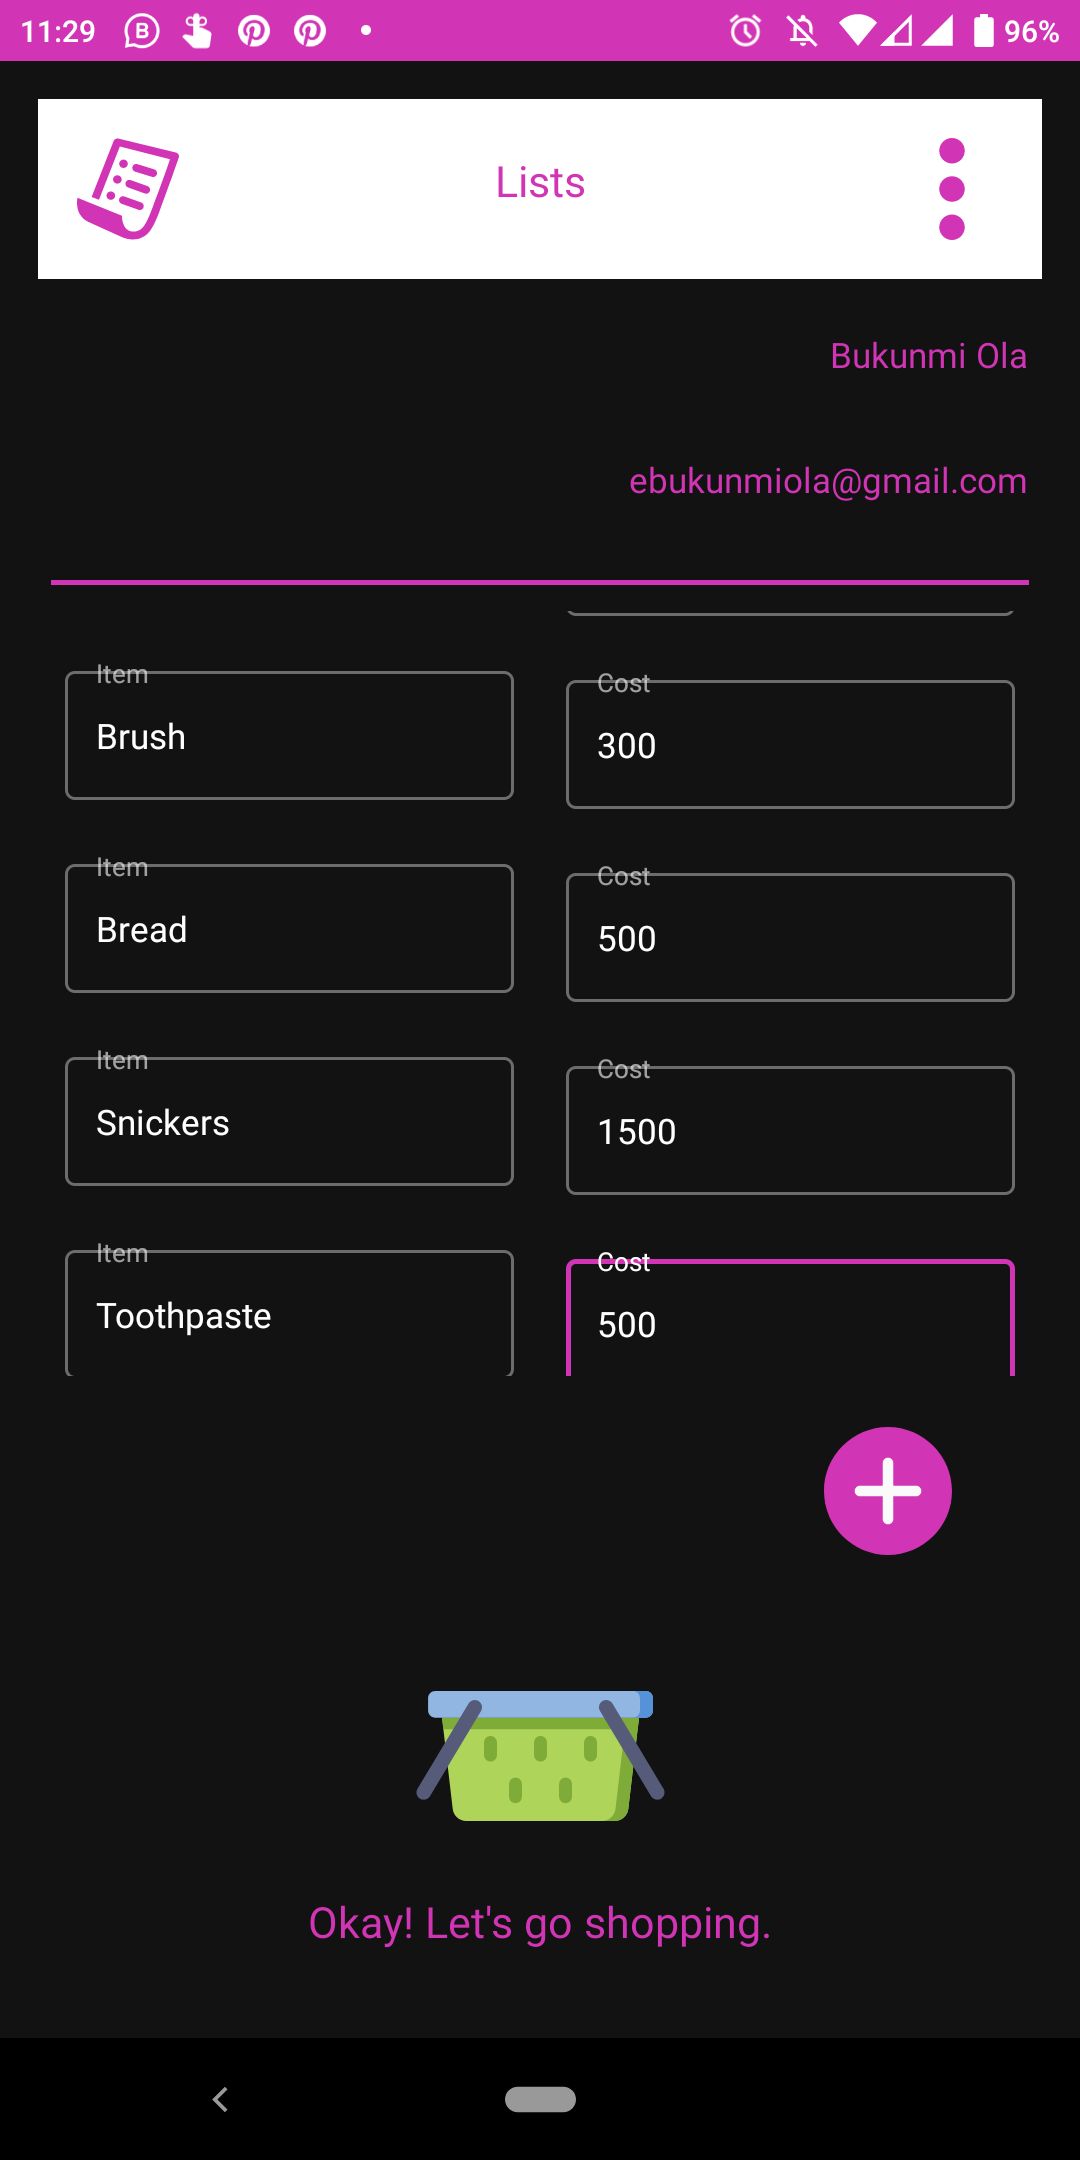 11:29
96%
Lists
Bukunmi Ola
ebukunmiola@gmail.com
Item
Cost
Brush
300
Item
Cost
Bread
500
Item
Cost
Snickers
1500
Item
Cost
Toothpaste
500
Okay! Let's go shopping.